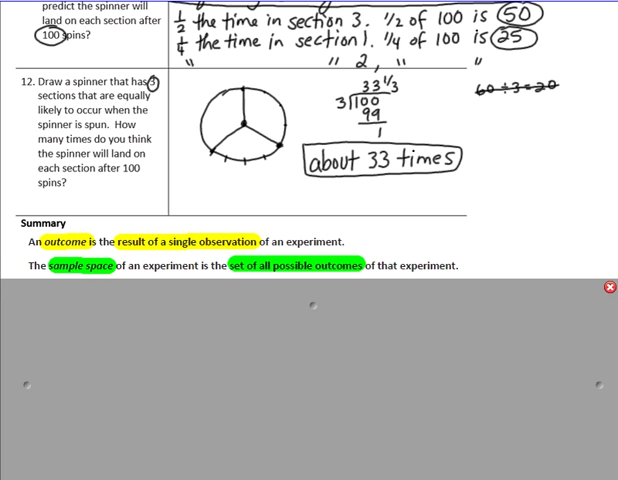 predict the spinner will
land on each section after
100 spins?
1/2 the time in section 3. 1/2 of 100 is 50
1/4 the time in section 1. 1/4 of 100 is 25
" " 2, " "
12. Draw a spinner that has 3
sections that are equally
likely to occur when the
spinner is spun. How
many times do you think
the spinner will land on
each section after 100
spins?
33 1/3
3)100
99
1
about 33 times
60 ÷ 3 = 20
Summary
An outcome is the result of a single observation of an experiment.
The sample space of an experiment is the set of all possible outcomes of that experiment.